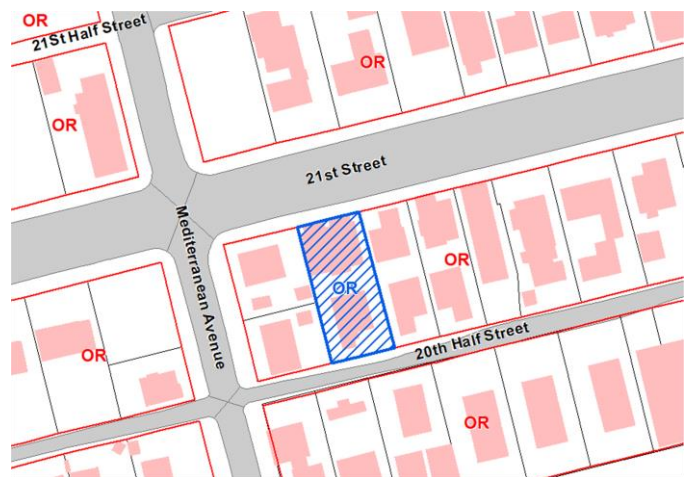 OR
21St Half Street
OR
OR
21st Street
Mediterranean Avenue
OR
OR
OR
20th Half Street
OR